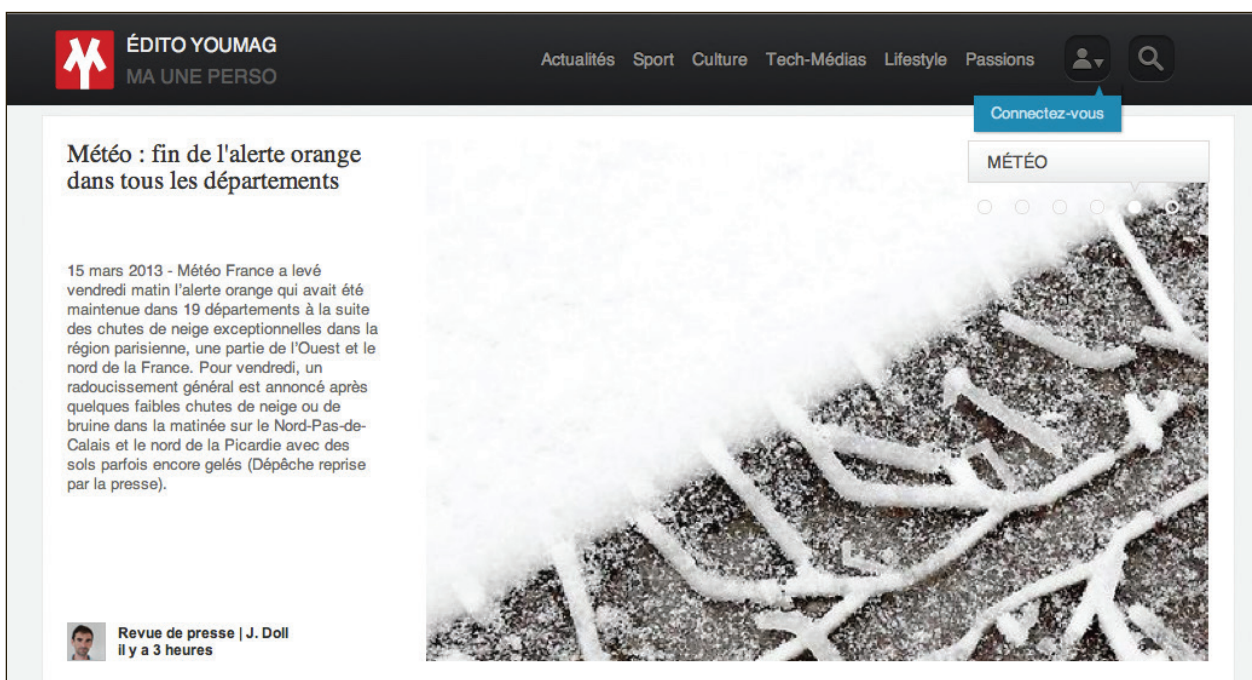 ÉDITO YOUMAG
MA UNE PERSO
Actualités Sport Culture Tech-Médias Lifestyle Passions
Connectez-vous
Météo : fin de l'alerte orange
dans tous les départements
MÉTÉO
15 mars 2013 - Météo France a levé
vendredi matin l’alerte orange qui avait été
maintenue dans 19 départements à la suite
des chutes de neige exceptionnelles dans la
région parisienne, une partie de l’Ouest et le
nord de la France. Pour vendredi, un
radoucissement général est annoncé après
quelques faibles chutes de neige ou de
bruine dans la matinée sur le Nord-Pas-de-
Calais et le nord de la Picardie avec des
sols parfois encore gelés (Dépêche reprise
par la presse).
Revue de presse | J. Doll
il y a 3 heures